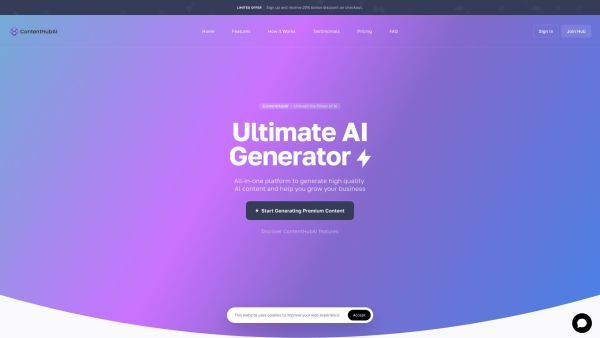 LIMITED OFFER Sign up and receive 20% bonus discount on checkout.
ContentHubAi
Home Features How it Works Testimonials Pricing FAQ
Sign In Join Hub
Unleash the Power of AI
Ultimate AI
Generator
All-in-one platform to generate high quality
AI content and help you grow your business
Start Generating Premium Content
Discover ContentHubAi features
This website uses cookies to improve your web experience.
Accept